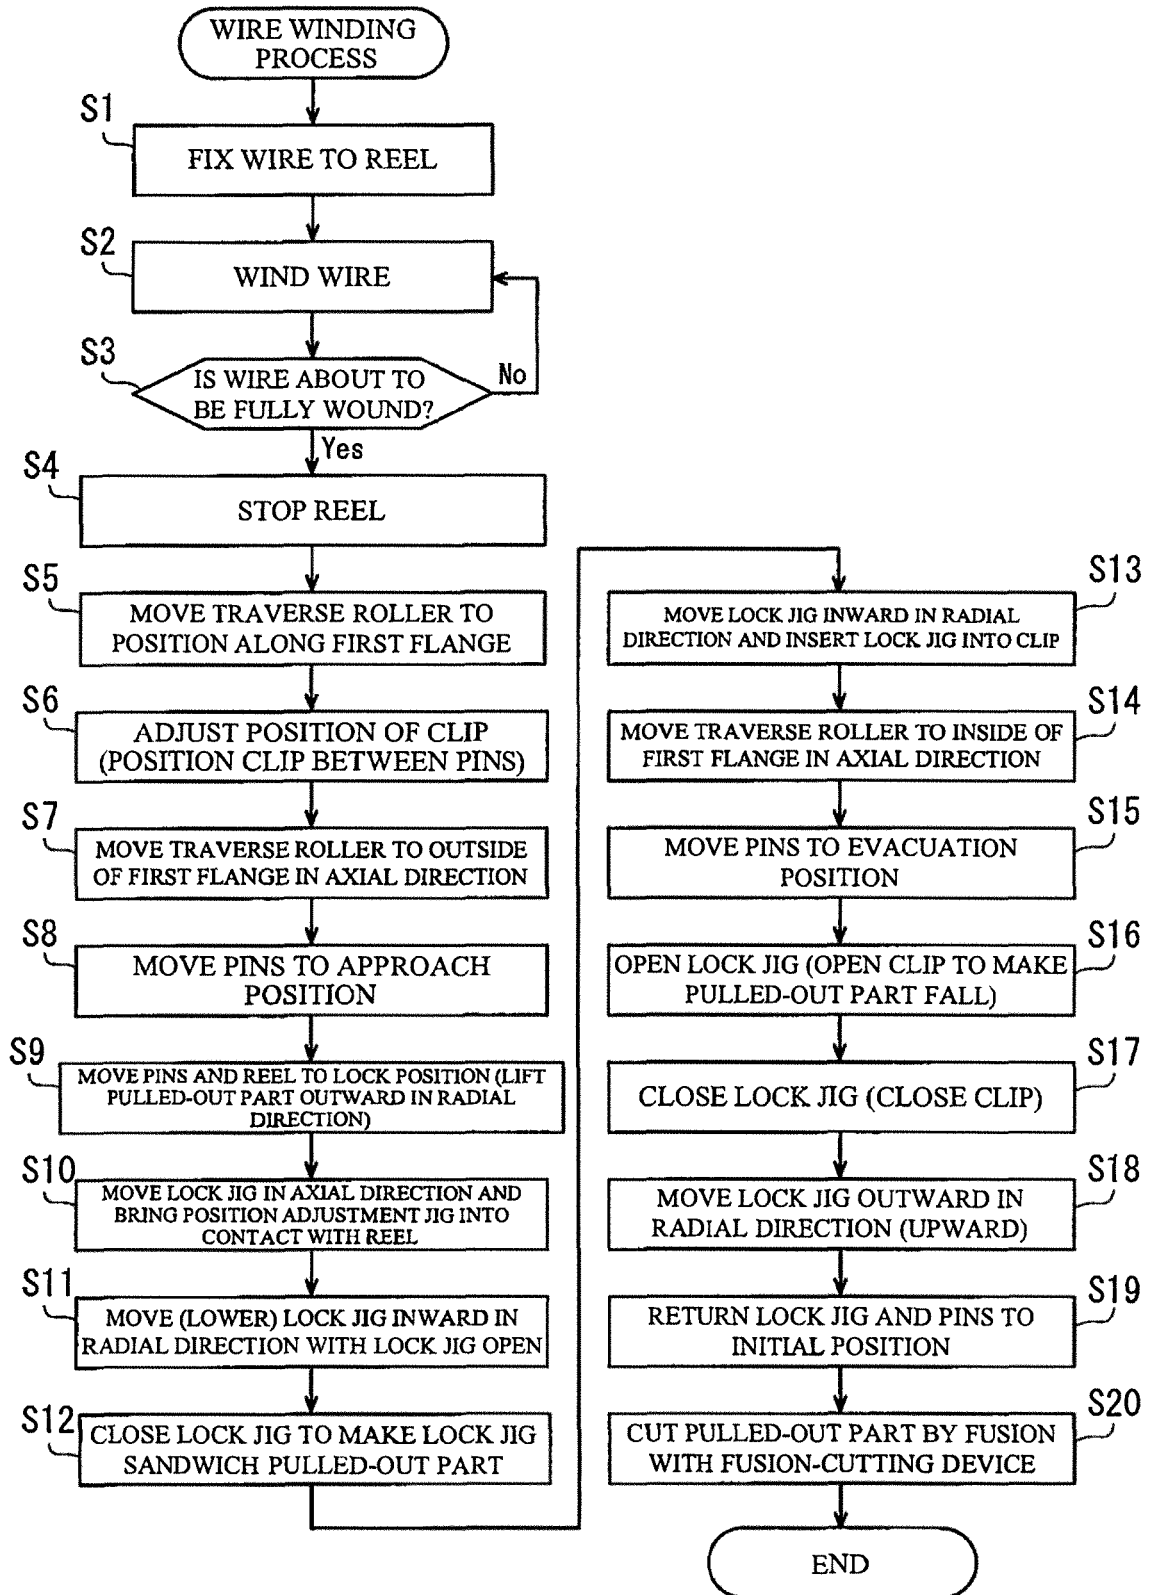 WIRE WINDING
PROCESS
S1
FIX WIRE TO REEL
S2
WIND WIRE
S3
IS WIRE ABOUT TO
BE FULLY WOUND?
No
Yes
S4
STOP REEL
S5
MOVE TRAVERSE ROLLER TO
POSITION ALONG FIRST FLANGE
S6
ADJUST POSITION OF CLIP
(POSITION CLIP BETWEEN PINS)
S7
MOVE TRAVERSE ROLLER TO OUTSIDE
OF FIRST FLANGE IN AXIAL DIRECTION
S8
MOVE PINS TO APPROACH
POSITION
S9
MOVE PINS AND REEL TO LOCK POSITION (LIFT
PULLED-OUT PART OUTWARD IN RADIAL
DIRECTION)
S10
MOVE LOCK JIG IN AXIAL DIRECTION AND
BRING POSITION ADJUSTMENT JIG INTO
CONTACT WITH REEL
S11
MOVE (LOWER) LOCK JIG INWARD IN
RADIAL DIRECTION WITH LOCK JIG OPEN
S12
CLOSE LOCK JIG TO MAKE LOCK JIG
SANDWICH PULLED-OUT PART
S13
MOVE LOCK JIG INWARD IN RADIAL
DIRECTION AND INSERT LOCK JIG INTO CLIP
S14
MOVE TRAVERSE ROLLER TO INSIDE OF
FIRST FLANGE IN AXIAL DIRECTION
S15
MOVE PINS TO EVACUATION
POSITION
S16
OPEN LOCK JIG (OPEN CLIP TO MAKE
PULLED-OUT PART FALL)
S17
CLOSE LOCK JIG (CLOSE CLIP)
S18
MOVE LOCK JIG OUTWARD IN
RADIAL DIRECTION (UPWARD)
S19
RETURN LOCK JIG AND PINS TO
INITIAL POSITION
S20
CUT PULLED-OUT PART BY FUSION
WITH FUSION-CUTTING DEVICE
END